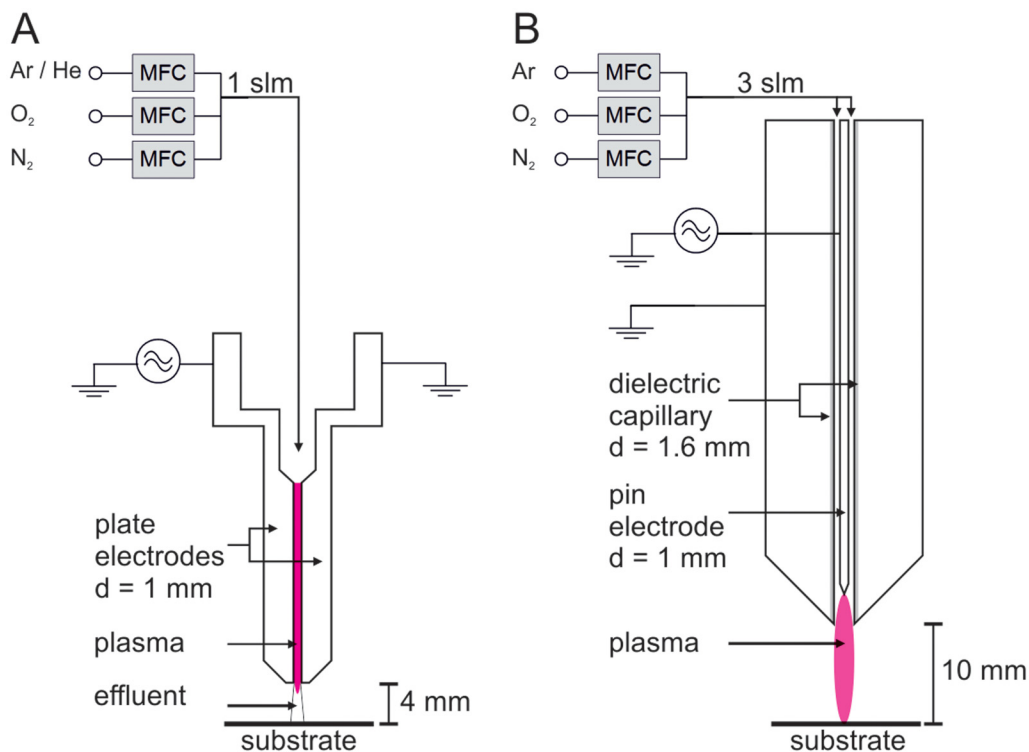 A
Ar / He
MFC
1 slm
O₂
MFC
N₂
MFC
plate
electrodes
d = 1 mm
plasma
effluent
4 mm
substrate
B
Ar
MFC
3 slm
O₂
MFC
N₂
MFC
dielectric
capillary
d = 1.6 mm
pin
electrode
d = 1 mm
plasma
10 mm
substrate